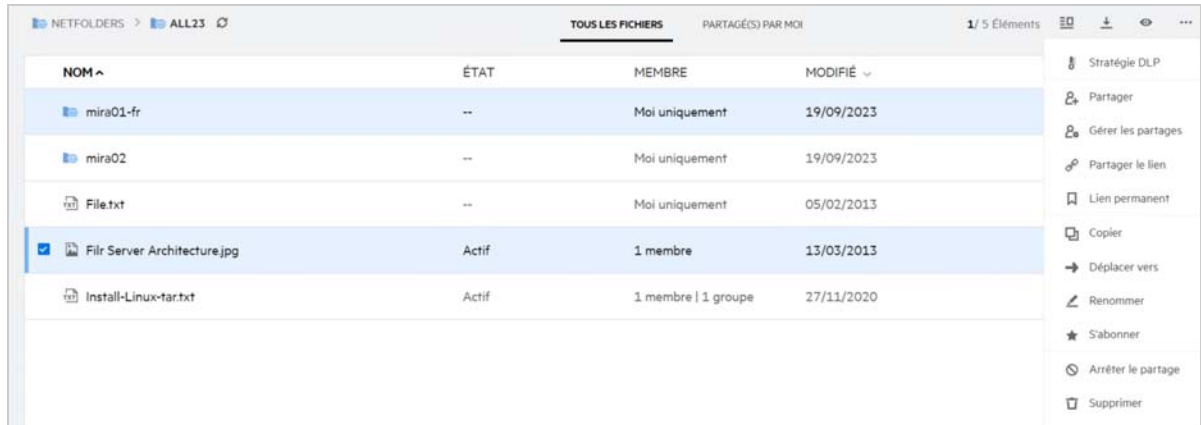 NETFOLDERS > ALL23 TOUS LES FICHIERS PARTAGÉ(S) PAR MOI 1/ 5 Éléments
NOM ÉTAT MEMBRE MODIFIÉ
mira01-fr -- Moi uniquement 19/09/2023
mira02 -- Moi uniquement 19/09/2023
TXT File.txt -- Moi uniquement 05/02/2013
Filr Server Architecture.jpg Actif 1 membre 13/03/2013
TXT Install-Linux-tar.txt Actif 1 membre | 1 groupe 27/11/2020
Stratégie DLP
Partager
Gérer les partages
Partager le lien
Lien permanent
Copier
Déplacer vers
Renommer
S'abonner
Arrêter le partage
Supprimer